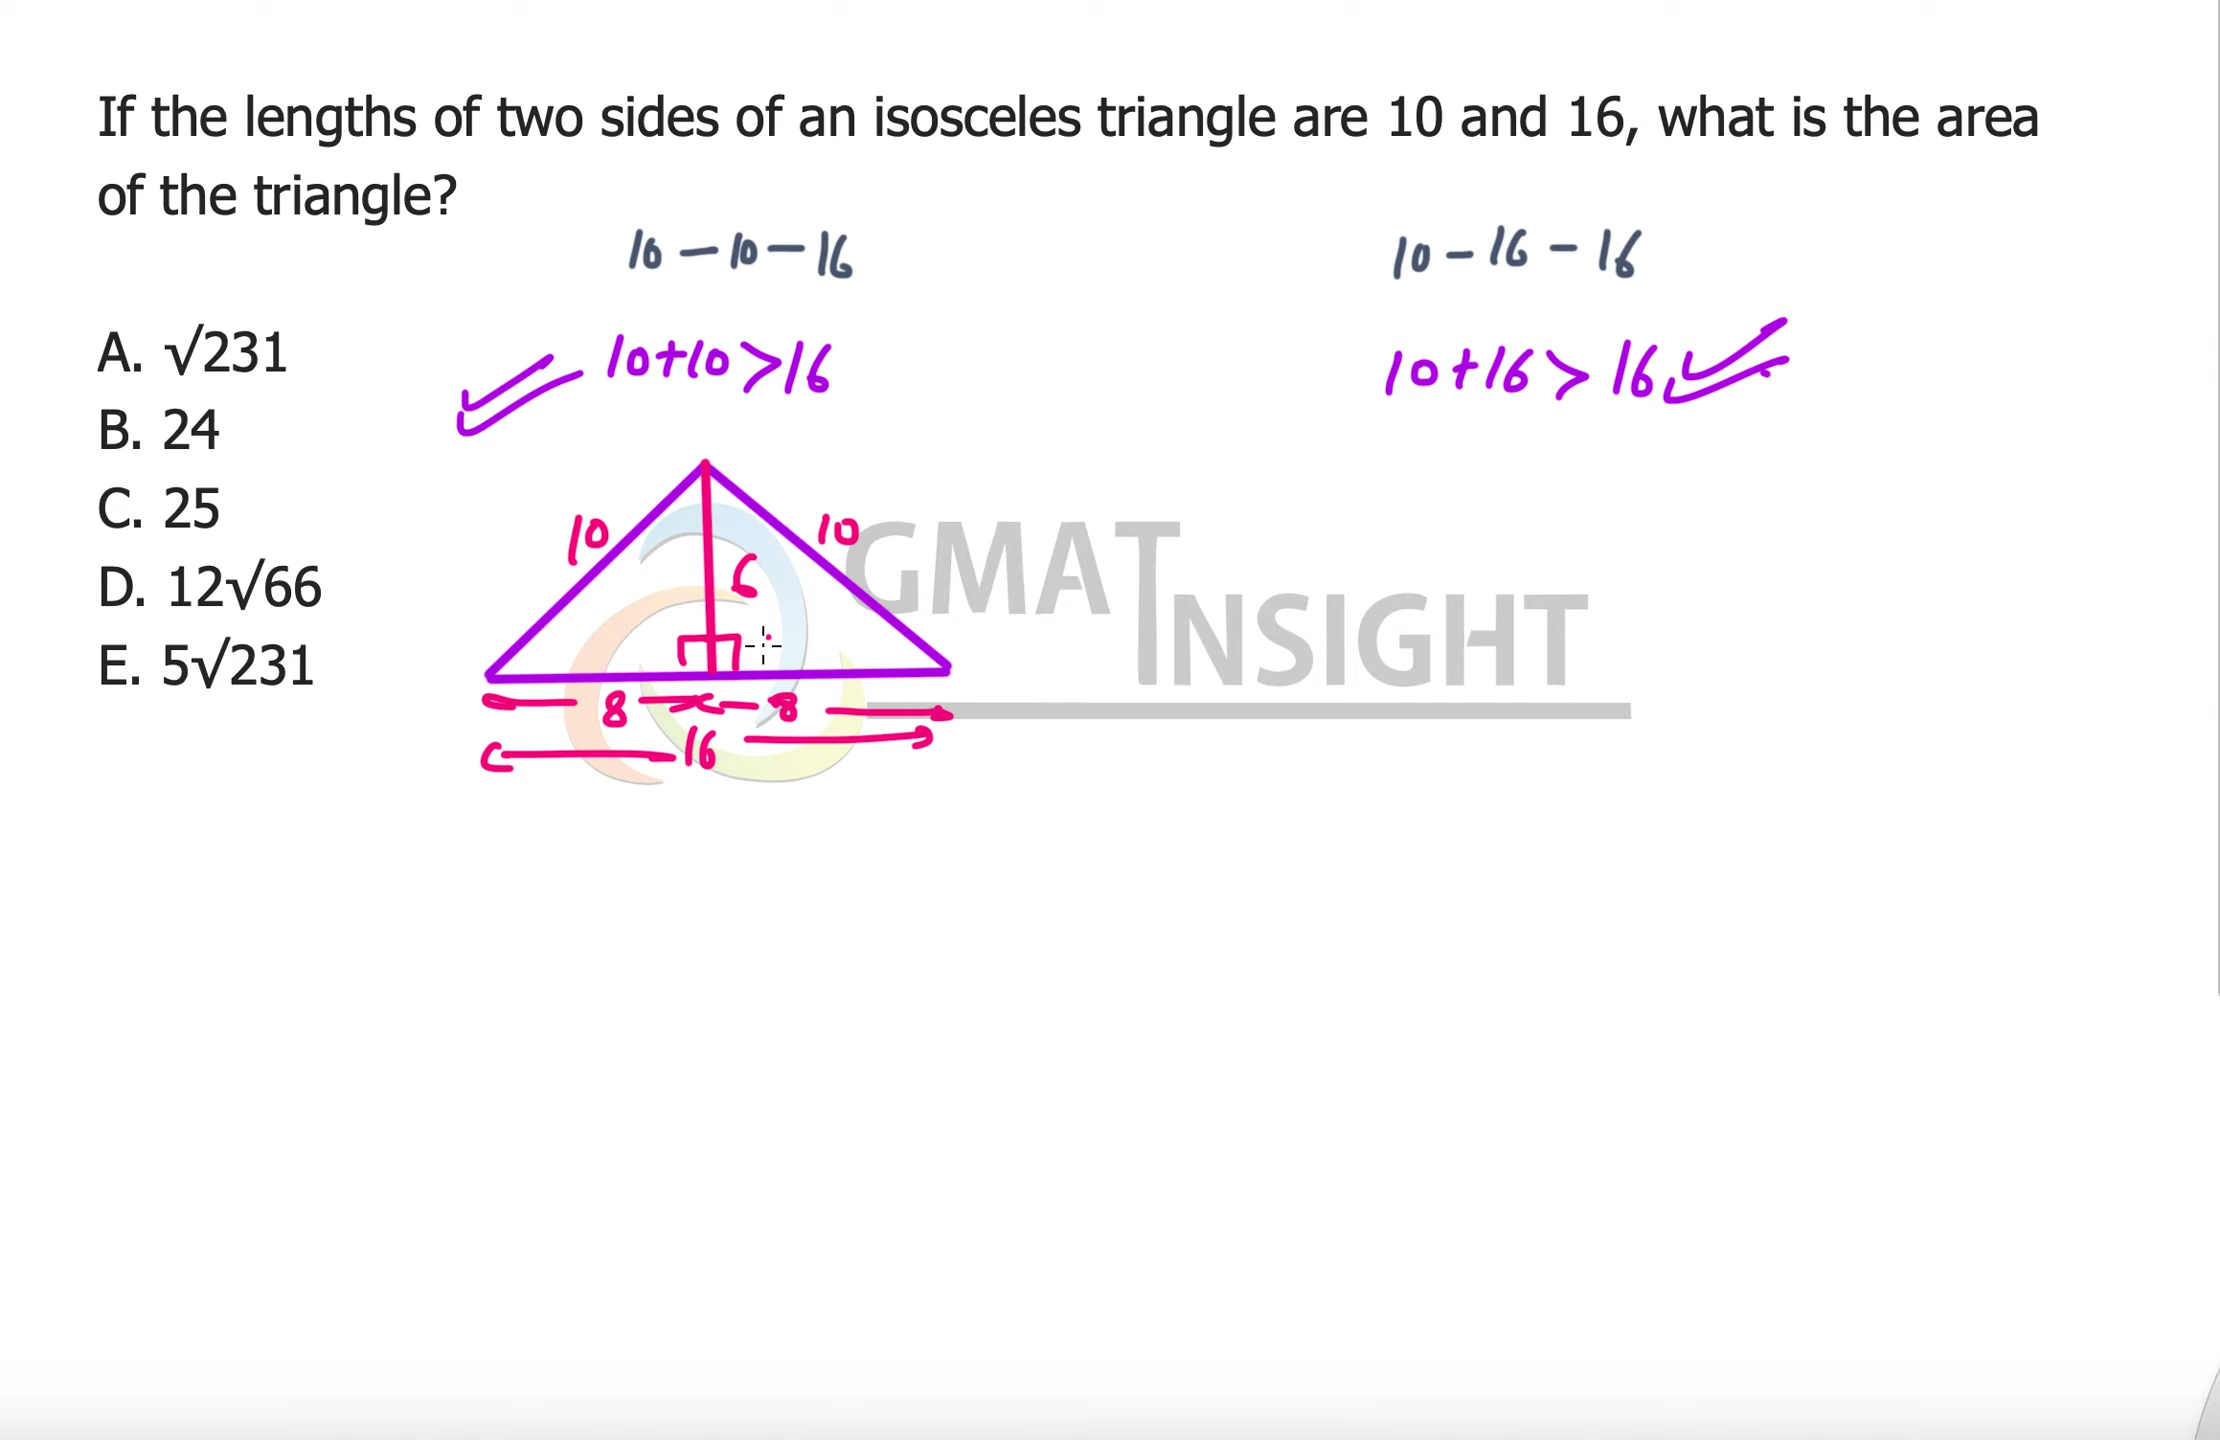 If the lengths of two sides of an isosceles triangle are 10 and 16, what is the area
of the triangle?
10 – 10 – 16
10 – 16 – 16
A. √231
10+10>16
10+16>16
B. 24
C. 25
D. 12√66
E. 5√231
10
10
6
GMAT
INSIGHT
8
8
16